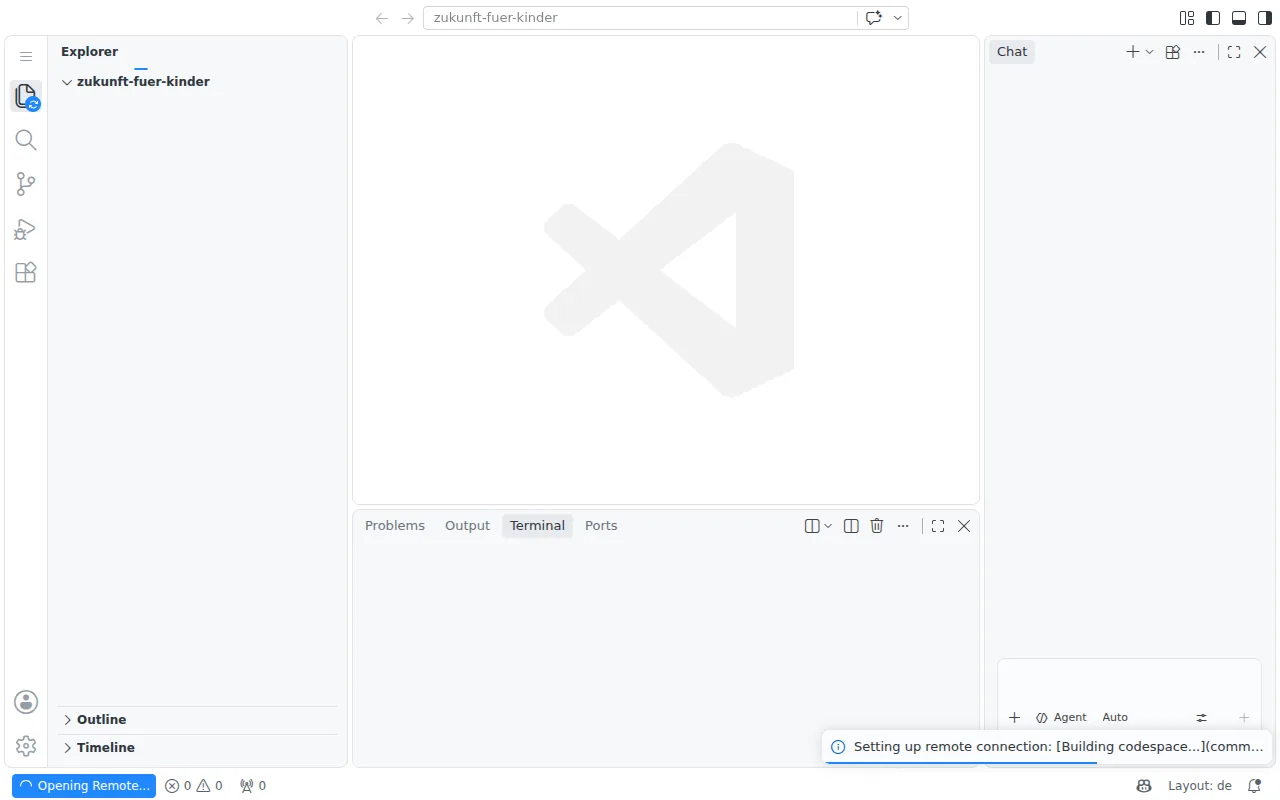 zukunft-fuer-kinder
Explorer
zukunft-fuer-kinder
Chat
Problems
Output
Terminal
Ports
Agent
Auto
Outline
Timeline
Setting up remote connection: [Building codespace...](comm...
Opening Remote...
0
0
0
Layout: de